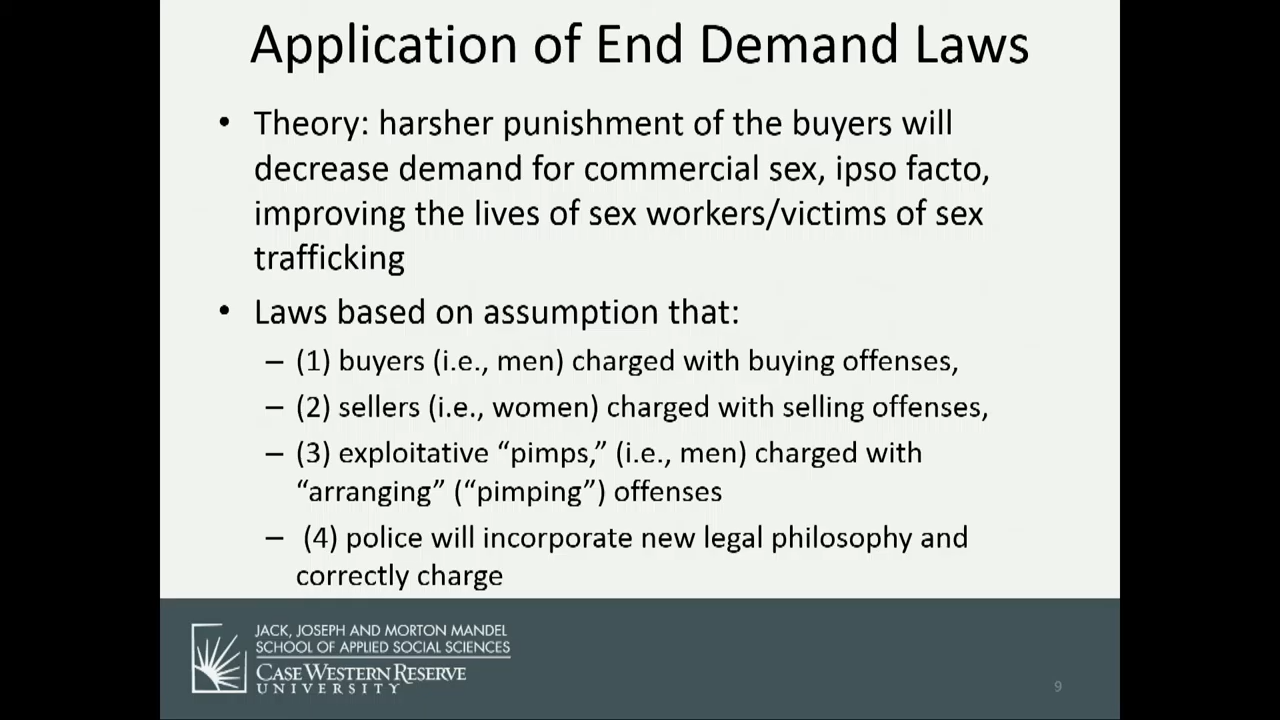 Application of End Demand Laws
• Theory: harsher punishment of the buyers will
decrease demand for commercial sex, ipso facto,
improving the lives of sex workers/victims of sex
trafficking
• Laws based on assumption that:
– (1) buyers (i.e., men) charged with buying offenses,
– (2) sellers (i.e., women) charged with selling offenses,
– (3) exploitative “pimps,” (i.e., men) charged with
“arranging” (“pimping”) offenses
– (4) police will incorporate new legal philosophy and
correctly charge
JACK, JOSEPH AND MORTON MANDEL
SCHOOL OF APPLIED SOCIAL SCIENCES
CASE WESTERN RESERVE
UNIVERSITY
9